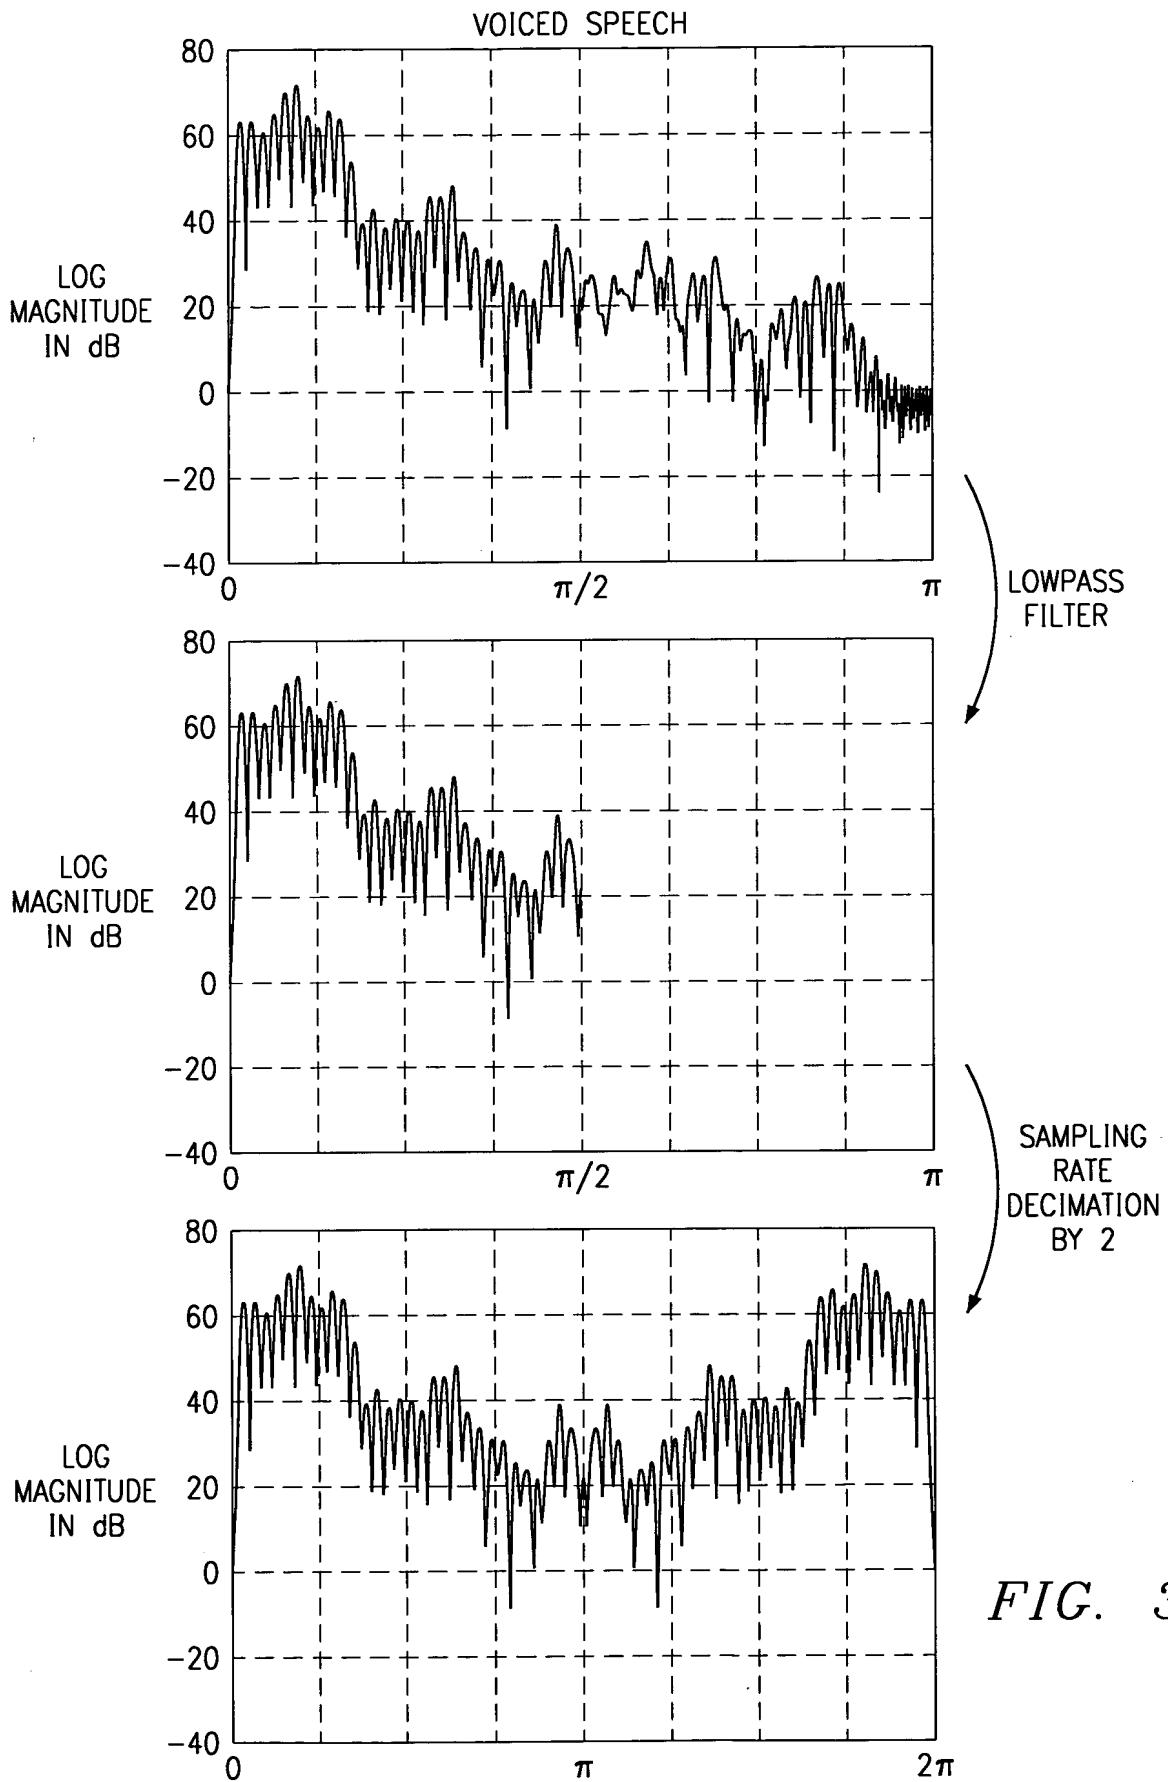 VOICED SPEECH
80
60
40
20
0
-20
-40
LOG
MAGNITUDE
IN dB
0
π/2
π
LOWPASS
FILTER
80
60
40
20
0
-20
-40
LOG
MAGNITUDE
IN dB
0
π/2
π
SAMPLING
RATE
DECIMATION
BY 2
80
60
40
20
0
-20
-40
LOG
MAGNITUDE
IN dB
0
π
2π
FIG. 3